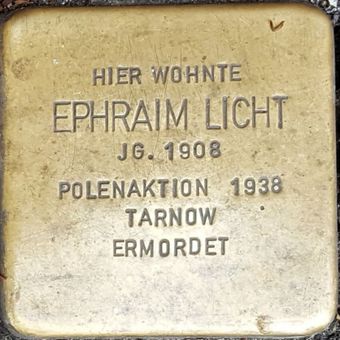 HIER WOHNTE
EPHRAIM LICHT
JG. 1908
POLENAKTION 1938
TARNOW
ERMORDET